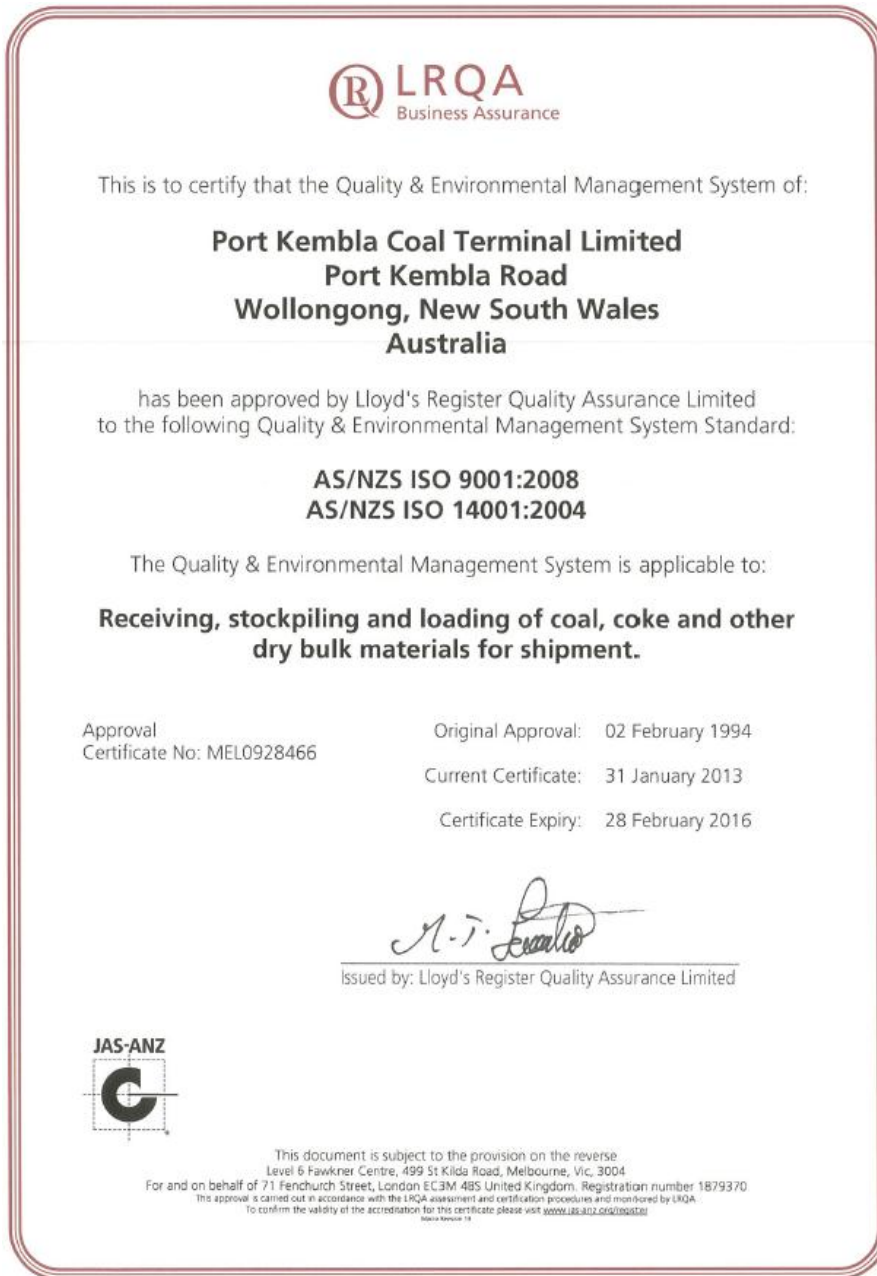 LRQA
Business Assurance
This is to certify that the Quality & Environmental Management System of:
Port Kembla Coal Terminal Limited
Port Kembla Road
Wollongong, New South Wales
Australia
has been approved by Lloyd's Register Quality Assurance Limited
to the following Quality & Environmental Management System Standard:
AS/NZS ISO 9001:2008
AS/NZS ISO 14001:2004
The Quality & Environmental Management System is applicable to:
Receiving, stockpiling and loading of coal, coke and other
dry bulk materials for shipment.
Approval
Certificate No: MEL0928466
Original Approval: 02 February 1994
Current Certificate: 31 January 2013
Certificate Expiry: 28 February 2016
Issued by: Lloyd's Register Quality Assurance Limited
JAS-ANZ
This document is subject to the provision on the reverse
Level 6 Fawkner Centre, 499 St Kilda Road, Melbourne, Vic, 3004
For and on behalf of 71 Fenchurch Street, London EC3M 4BS United Kingdom. Registration number 1879370
This approval is carried out in accordance with the LRQA assessment and certification procedures and monitored by LRQA
To confirm the validity of the accreditation for this certificate please visit www.jas-anz.org/register